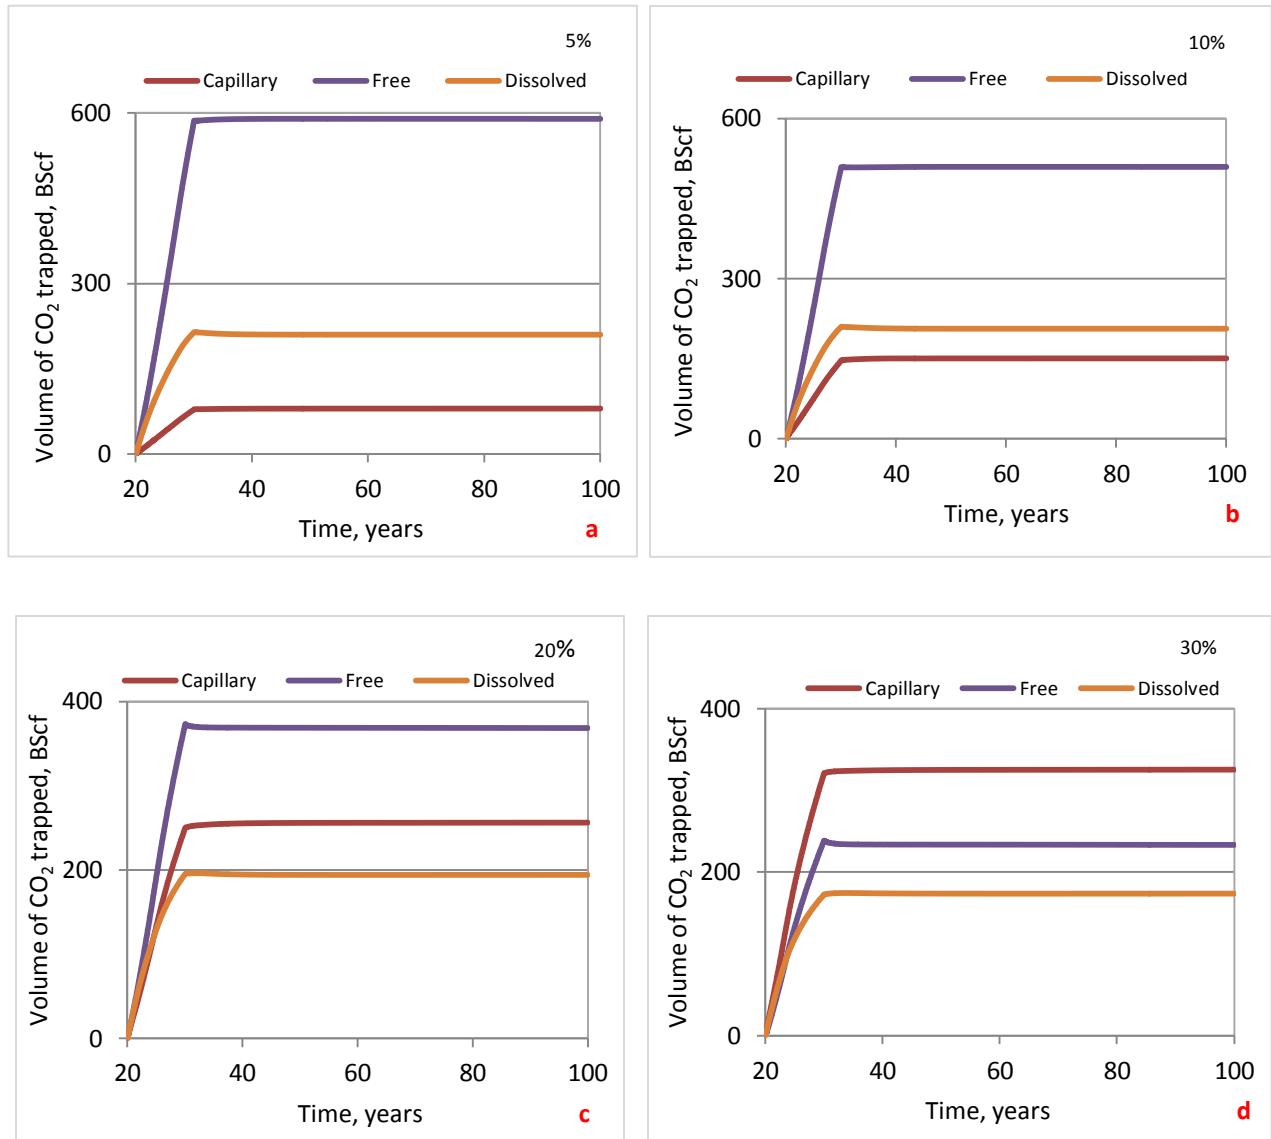 5%
Capillary Free Dissolved
600
300
0
Volume of CO₂ trapped, BScf
20 40 60 80 100
Time, years
a
10%
Capillary Free Dissolved
600
300
0
Volume of CO₂ trapped, BScf
20 40 60 80 100
Time, years
b
20%
Capillary Free Dissolved
400
200
0
Volume of CO₂ trapped, BScf
20 40 60 80 100
Time, years
c
30%
Capillary Free Dissolved
400
200
0
Volume of CO₂ trapped, BScf
20 40 60 80 100
Time, years
d